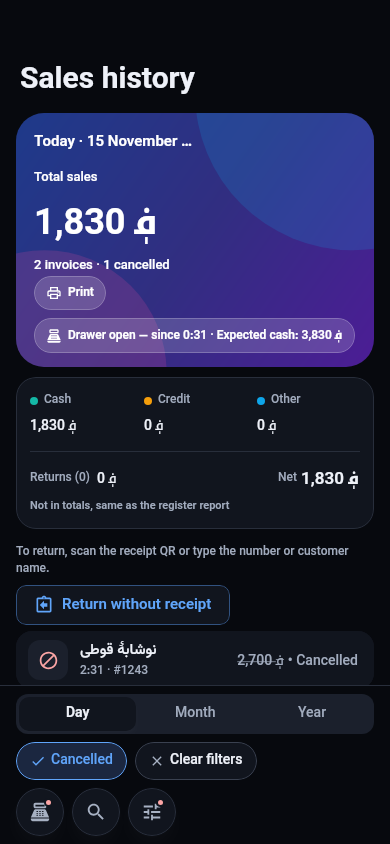 Sales history
Today · 15 November …
Total sales
1,830 ؋
2 invoices · 1 cancelled
Print
Drawer open — since 0:31 · Expected cash: 3,830 ؋
Cash
Credit
Other
1,830 ؋
0 ؋
0 ؋
Returns (0) 0 ؋
Net 1,830 ؋
Not in totals, same as the register report
To return, scan the receipt QR or type the number or customer
name.
Return without receipt
نوشابهٔ قوطی
2:31 · #1243
2,700 ؋ • Cancelled
Day
Month
Year
Cancelled
Clear filters